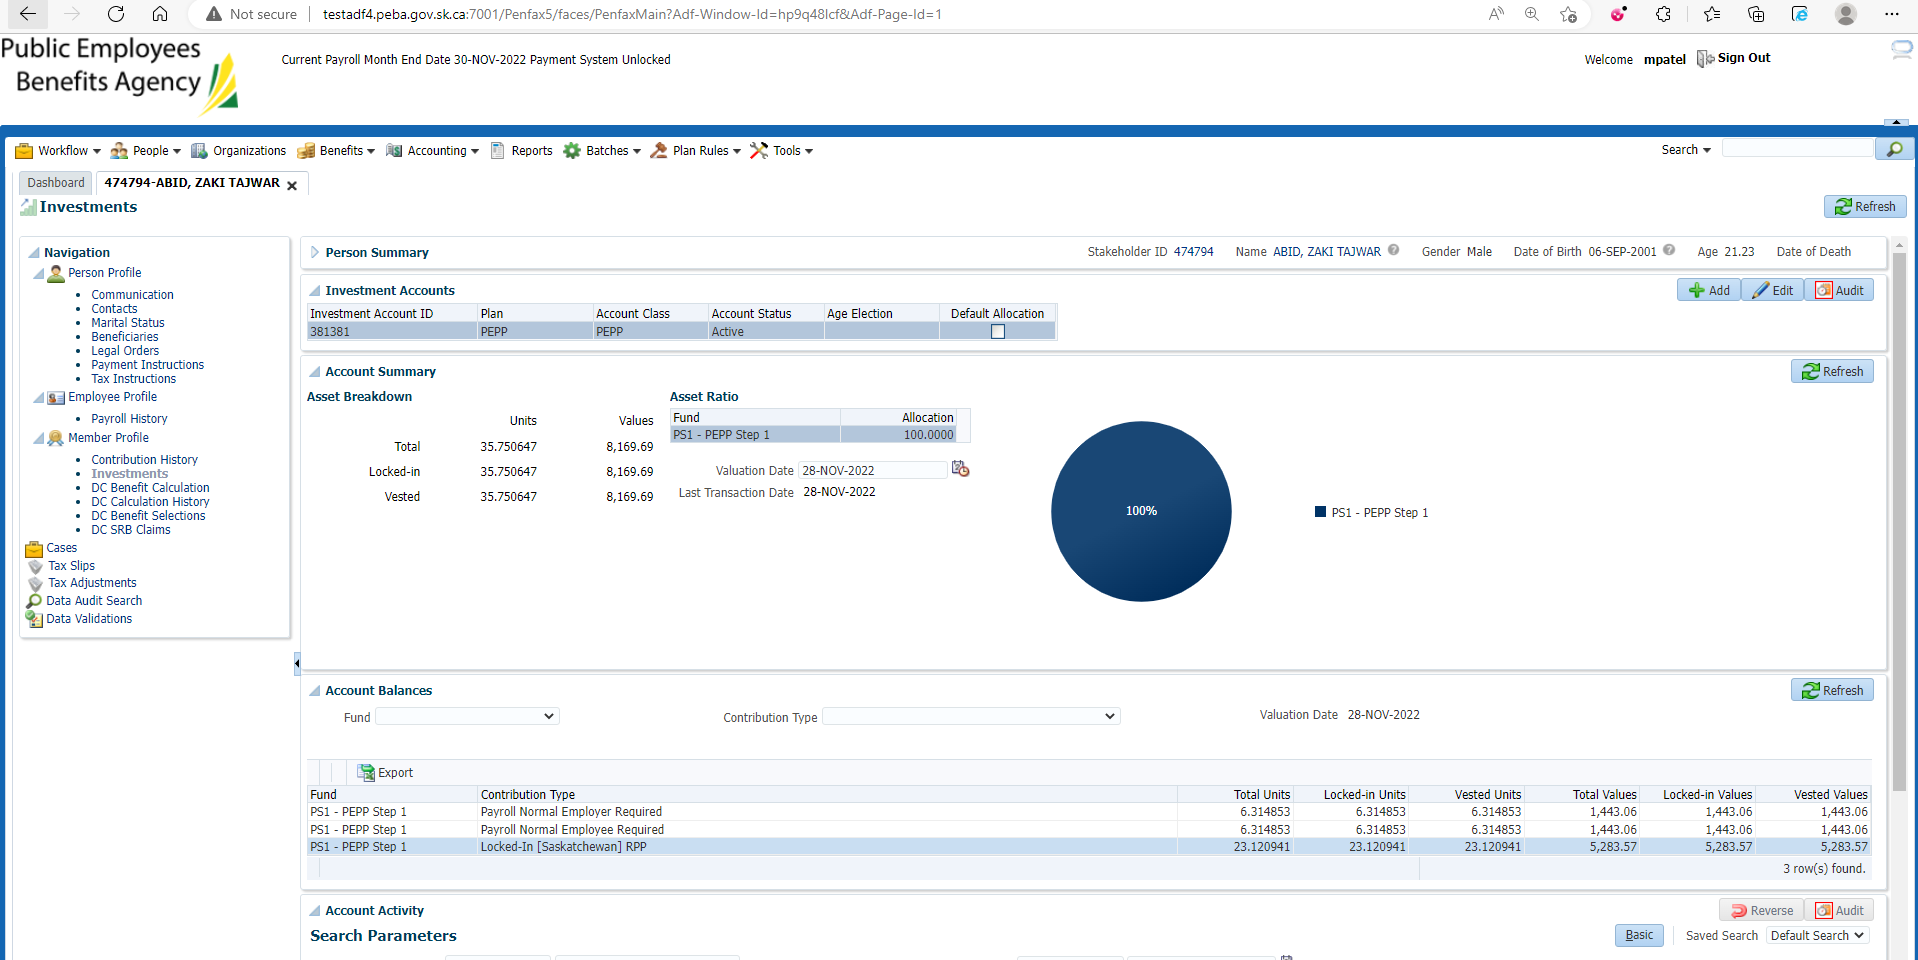 Not secure | testadf4.peba.gov.sk.ca:7001/Penfax5/faces/PenfaxMain?Adf-Window-Id=hp9q48lcf&Adf-Page-Id=1
Public Employees
Benefits Agency
Current Payroll Month End Date 30-NOV-2022 Payment System Unlocked
Welcome mpatel Sign Out
Workflow People Organizations Benefits Accounting Reports Batches Plan Rules Tools Search
Dashboard 474794-ABID, ZAKI TAJWAR
Investments Refresh
Navigation
Person Profile
Communication
Contacts
Marital Status
Beneficiaries
Legal Orders
Payment Instructions
Tax Instructions
Employee Profile
Payroll History
Member Profile
Contribution History
Investments
DC Benefit Calculation
DC Calculation History
DC Benefit Selections
DC SRB Claims
Cases
Tax Slips
Tax Adjustments
Data Audit Search
Data Validations
Person Summary Stakeholder ID 474794 Name ABID, ZAKI TAJWAR Gender Male Date of Birth 06-SEP-2001 Age 21.23 Date of Death
Investment Accounts Add Edit Audit
Investment Account ID Plan Account Class Account Status Age Election Default Allocation
381381 PEPP PEPP Active
Account Summary Refresh
Asset Breakdown
Units Values
Total 35.750647 8,169.69
Locked-in 35.750647 8,169.69
Vested 35.750647 8,169.69
Asset Ratio
Fund Allocation
PS1 - PEPP Step 1 100.0000
Valuation Date 28-NOV-2022
Last Transaction Date 28-NOV-2022
100%
PS1 - PEPP Step 1
Account Balances Refresh
Fund Contribution Type Valuation Date 28-NOV-2022
Export
Fund Contribution Type Total Units Locked-in Units Vested Units Total Values Locked-in Values Vested Values
PS1 - PEPP Step 1 Payroll Normal Employer Required 6.314853 6.314853 6.314853 1,443.06 1,443.06 1,443.06
PS1 - PEPP Step 1 Payroll Normal Employee Required 6.314853 6.314853 6.314853 1,443.06 1,443.06 1,443.06
PS1 - PEPP Step 1 Locked-In [Saskatchewan] RPP 23.120941 23.120941 23.120941 5,283.57 5,283.57 5,283.57
3 row(s) found.
Account Activity Reverse Audit
Search Parameters Basic Saved Search Default Search